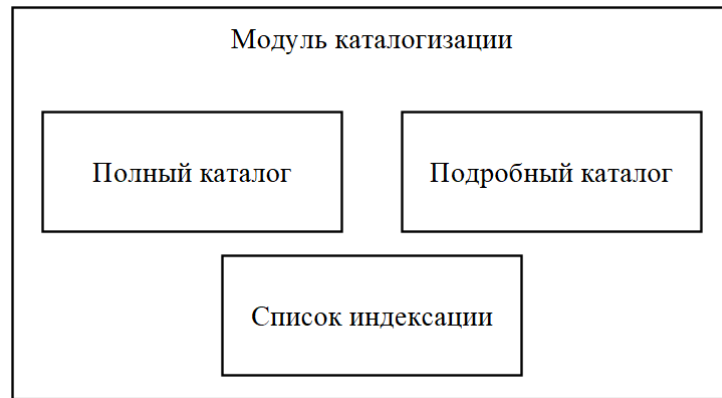 Модуль каталогизации
Полный каталог
Подробный каталог
Список индексации